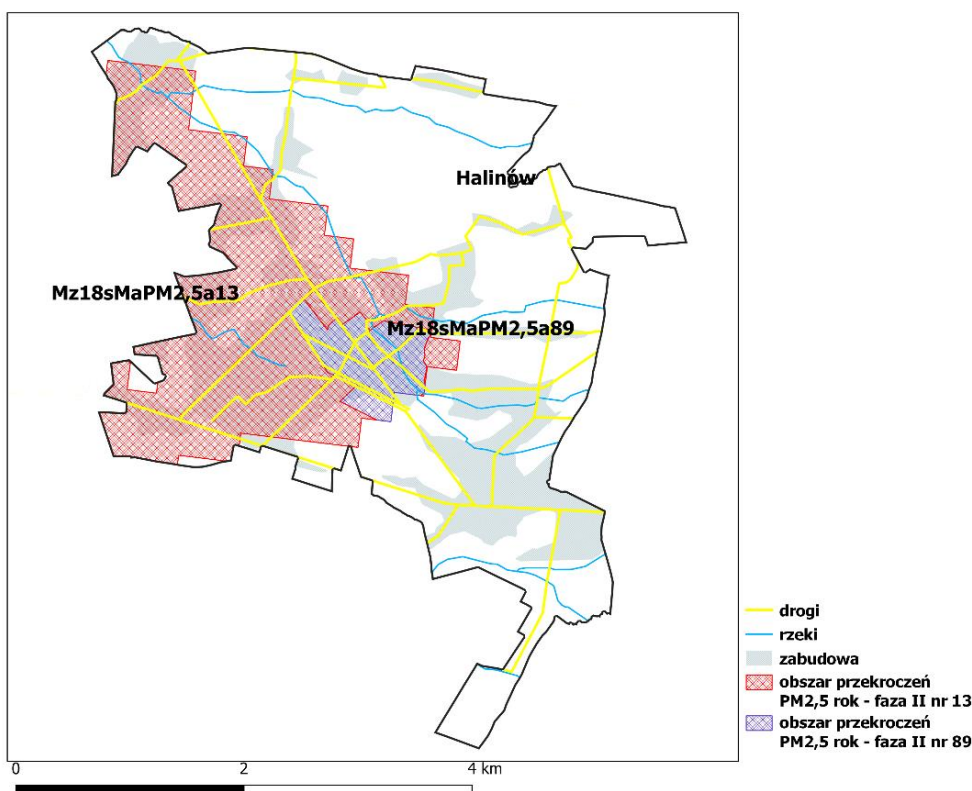 Halinów
Mz18sMaPM2,5a13
Mz18sMaPM2,5a89
drogi
rzeki
zabudowa
obszar przekroczeń
PM2,5 rok - faza II nr 13
obszar przekroczeń
PM2,5 rok - faza II nr 89
0 2 4 km